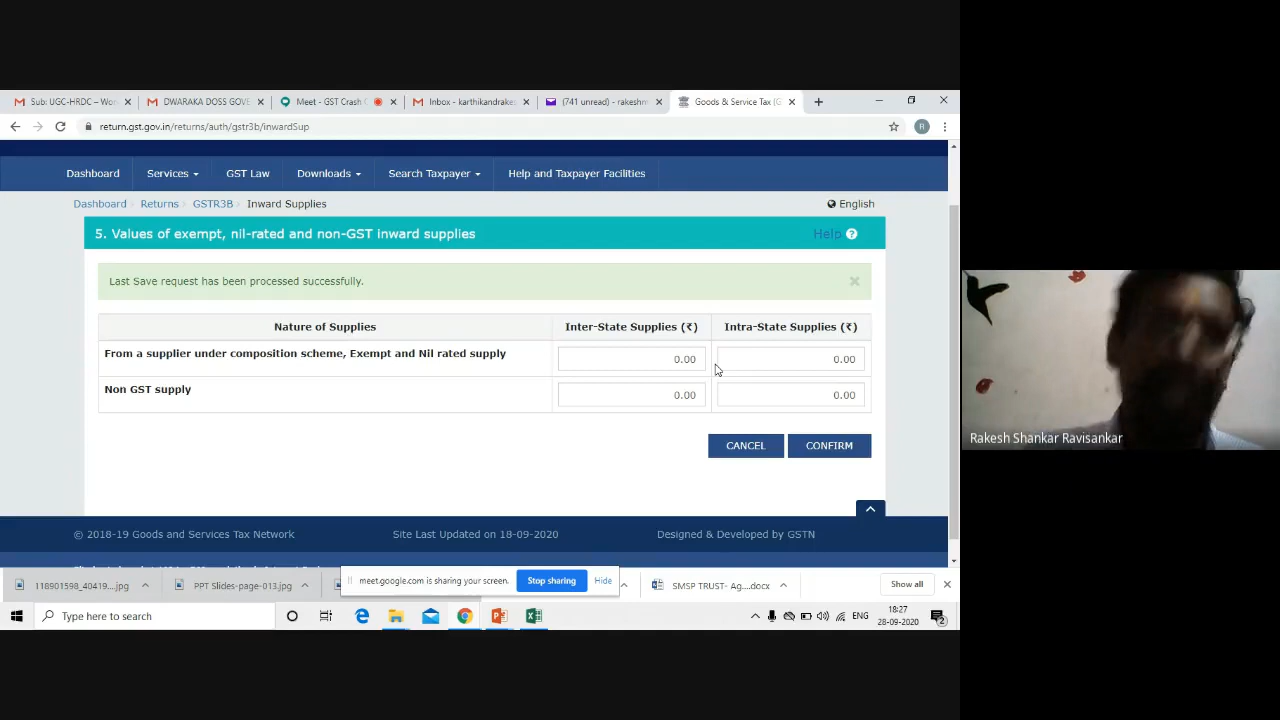 Sub: UGC-HRDC – Wor
DWARAKA DOSS GOVE
Meet - GST Crash C
Inbox - karthikandrakes
(741 unread) - rakeshm
Goods & Service Tax (G
return.gst.gov.in/returns/auth/gstr3b/inwardSup
R
Dashboard
Services
GST Law
Downloads
Search Taxpayer
Help and Taxpayer Facilities
Dashboard
Returns
GSTR3B
Inward Supplies
English
5. Values of exempt, nil-rated and non-GST inward supplies
Help
Last Save request has been processed successfully.
Nature of Supplies
Inter-State Supplies (₹)
Intra-State Supplies (₹)
From a supplier under composition scheme, Exempt and Nil rated supply
0.00
0.00
Non GST supply
0.00
0.00
CANCEL
CONFIRM
Rakesh Shankar Ravisankar
© 2018-19 Goods and Services Tax Network
Site Last Updated on 18-09-2020
Designed & Developed by GSTN
118901598_40419....jpg
PPT Slides-page-013.jpg
meet.google.com is sharing your screen.
Stop sharing
Hide
SMSP TRUST- Ag....docx
Show all
Type here to search
ENG
18:27
28-09-2020
2